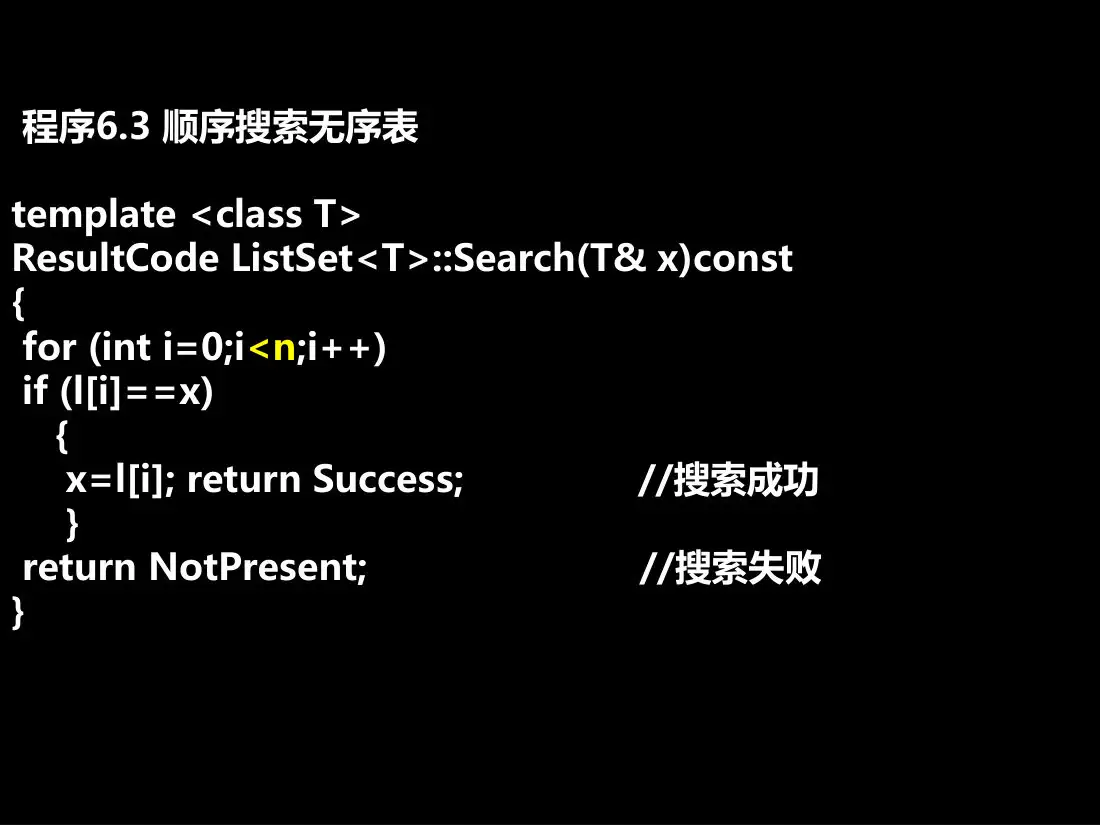 程序6.3 顺序搜索无序表
template <class T>
ResultCode ListSet<T>::Search(T& x)const
{
for (int i=0;i<n;i++)
if (l[i]==x)
{
x=l[i]; return Success; //搜索成功
}
return NotPresent; //搜索失败
}